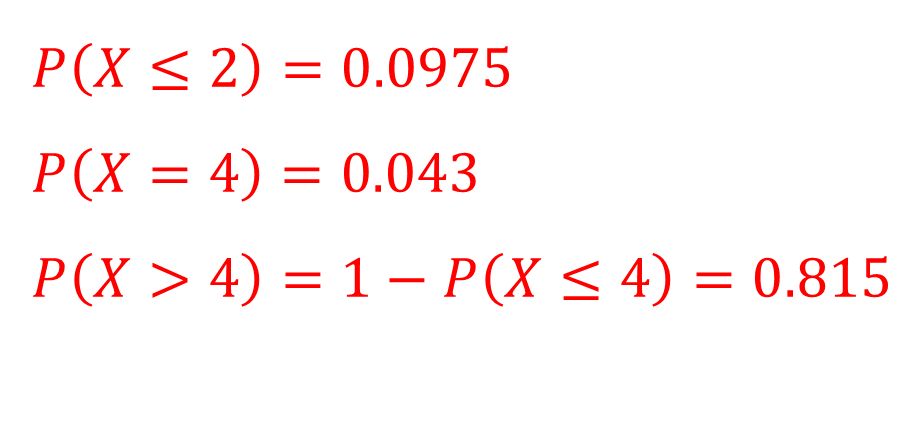 P(X ≤ 2) = 0.0975
P(X = 4) = 0.043
P(X > 4) = 1 − P(X ≤ 4) = 0.815